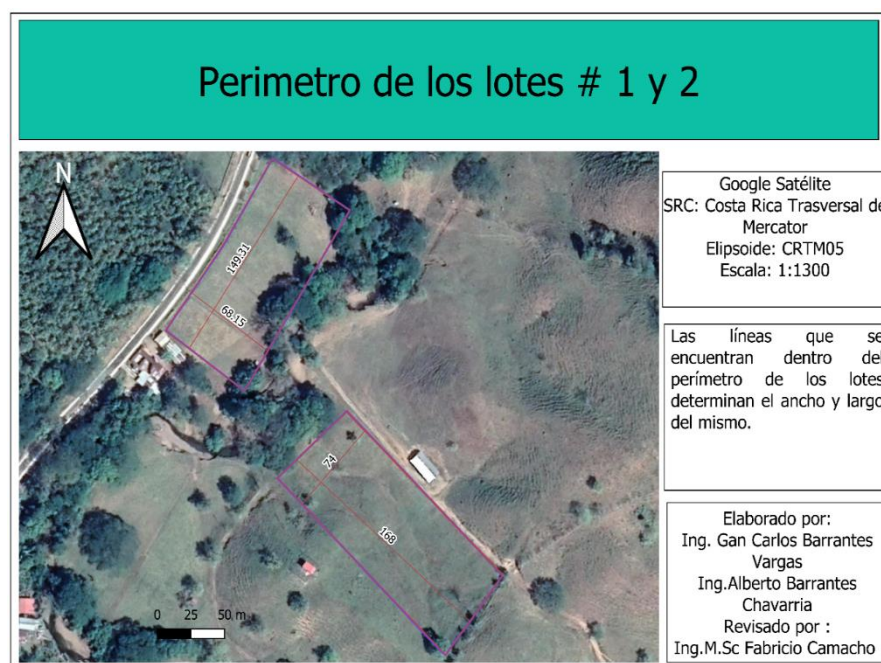 Perimetro de los lotes # 1 y 2
N
149.31
68.15
74
168
0 25 50 m
Google Satélite
SRC: Costa Rica Trasversal de
Mercator
Elipsoide: CRTM05
Escala: 1:1300
Las líneas que se
encuentran dentro del
perímetro de los lotes
determinan el ancho y largo
del mismo.
Elaborado por:
Ing. Gan Carlos Barrantes
Vargas
Ing.Alberto Barrantes
Chavarria
Revisado por :
Ing.M.Sc Fabricio Camacho